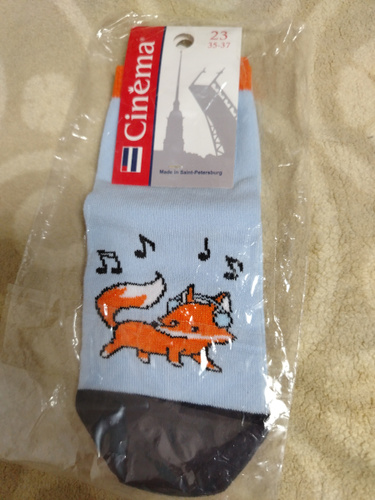 Cinēma
23
35-37
Made in Saint-Petersburg